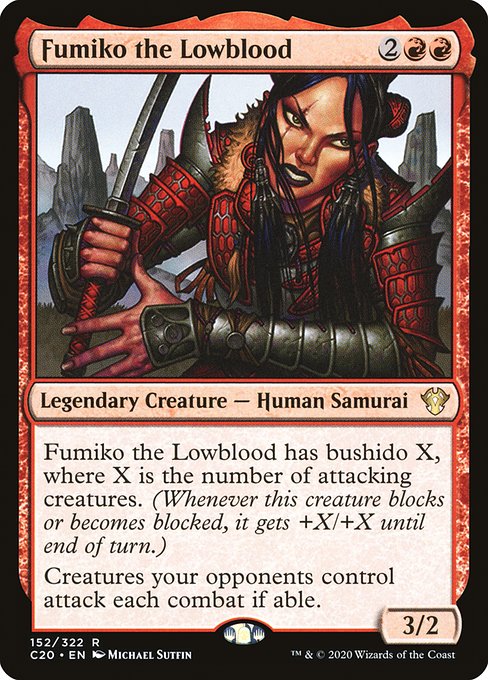 Fumiko the Lowblood 2
Legendary Creature — Human Samurai
Fumiko the Lowblood has bushido X,
where X is the number of attacking
creatures. (Whenever this creature blocks
or becomes blocked, it gets +X/+X until
end of turn.)
Creatures your opponents control
attack each combat if able.
3/2
152/322 R
C20 • EN Michael Sutfin
™ & © 2020 Wizards of the Coast